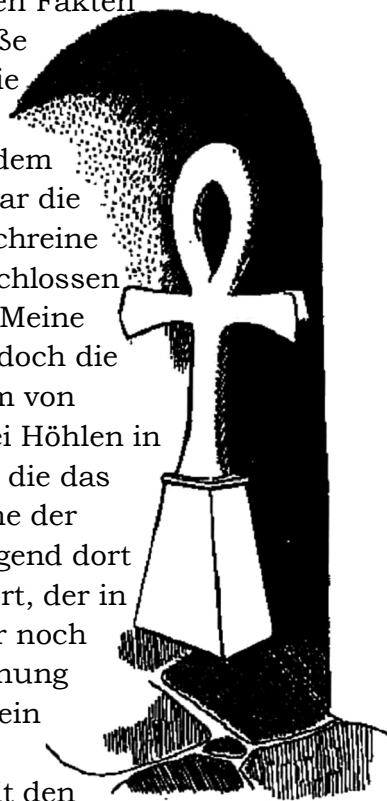 en Fakten
ße
ie
dem
ar die
chreine
chlossen
Meine
doch die
m von
ei Höhlen in
die das
ne der
gend dort
rt, der in
r noch
nung
ein
t den